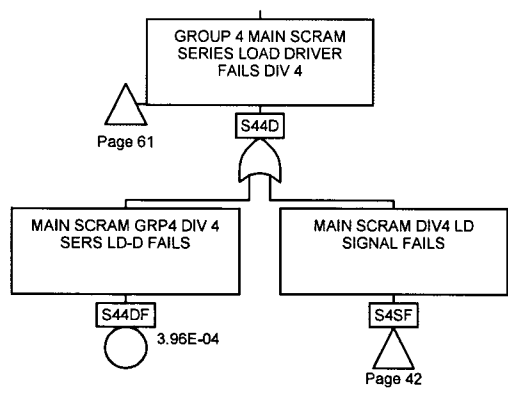 GROUP 4 MAIN SCRAM
SERIES LOAD DRIVER
FAILS DIV 4
Page 61
S44D
MAIN SCRAM GRP4 DIV 4
SERS LD-D FAILS
S44DF
3.96E-04
MAIN SCRAM DIV4 LD
SIGNAL FAILS
S4SF
Page 42